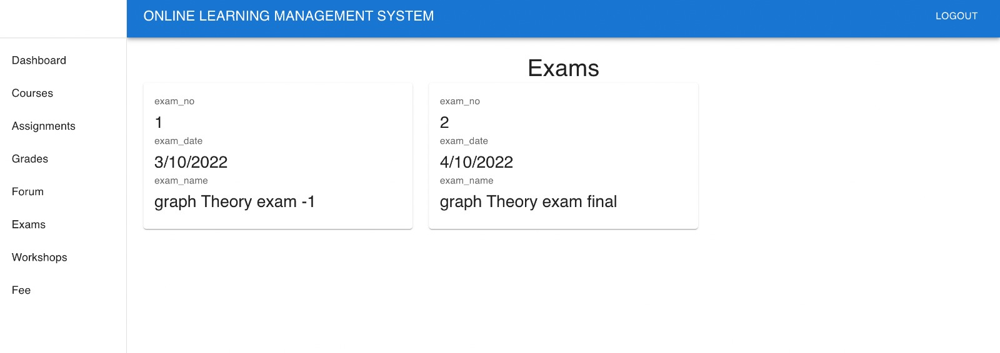 ONLINE LEARNING MANAGEMENT SYSTEM
LOGOUT
Dashboard
Courses
Assignments
Grades
Forum
Exams
Workshops
Fee
Exams
exam_no
1
exam_date
3/10/2022
exam_name
graph Theory exam -1
exam_no
2
exam_date
4/10/2022
exam_name
graph Theory exam final